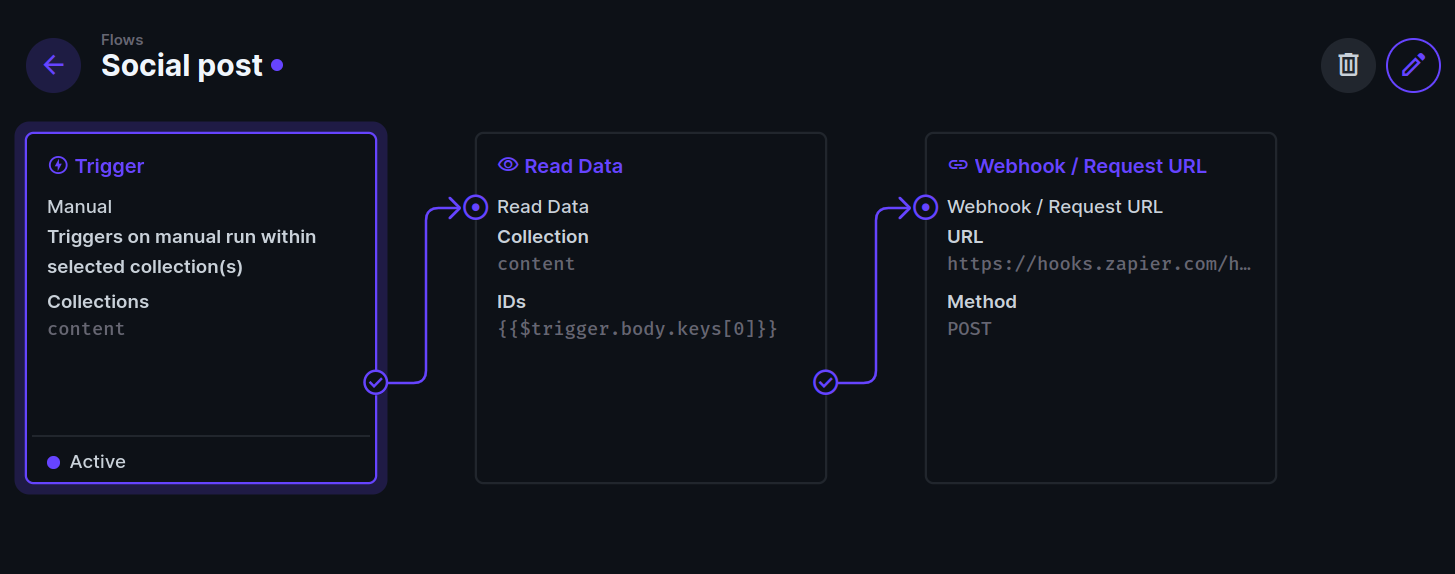 Flows
Social post
Trigger
Manual
Triggers on manual run within
selected collection(s)
Collections
content
Active
Read Data
Read Data
Collection
content
IDs
{{$trigger.body.keys[0]}}
Webhook / Request URL
Webhook / Request URL
URL
https://hooks.zapier.com/h…
Method
POST